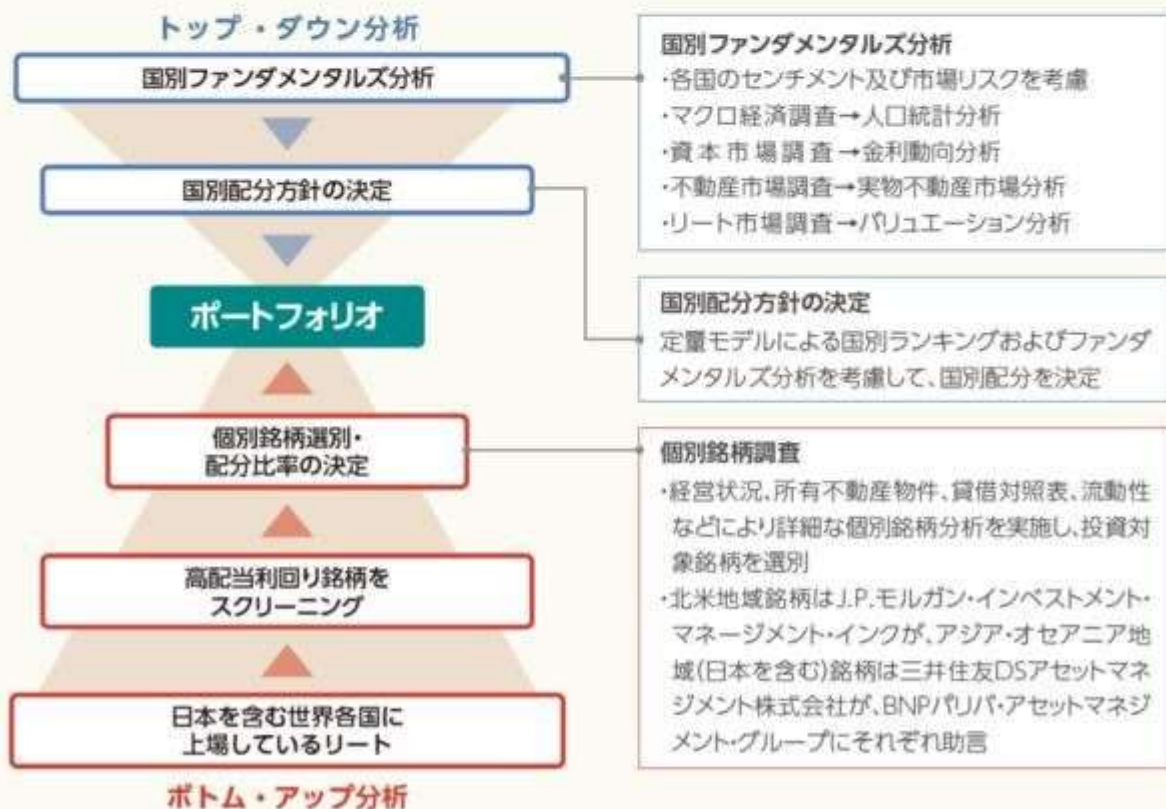 トップ・ダウン分析
国別ファンダメンタルズ分析
国別配分方針の決定
ポートフォリオ
個別銘柄選別・
配分比率の決定
高配当利回り銘柄を
スクリーニング
日本を含む世界各国に
上場しているリート
ボトム・アップ分析
国別ファンダメンタルズ分析
・各国のセンチメント及び市場リスクを考慮
・マクロ経済調査→人口統計分析
・資本市場調査→金利動向分析
・不動産市場調査→実物不動産市場分析
・リート市場調査→バリュエーション分析
国別配分方針の決定
定量モデルによる国別ランキングおよびファンダ
メンタルズ分析を考慮して、国別配分を決定
個別銘柄調査
・経営状況、所有不動産物件、貸借対照表、流動性
などにより詳細な個別銘柄分析を実施し、投資対
象銘柄を選別
・北米地域銘柄はJ.P.モルガン・インベストメント・
マネージメント・インクが、アジア・オセアニア地
域(日本を含む)銘柄は三井住友DSアセットマネ
ジメント株式会社が、BNPパリバ・アセットマネジ
メント・グループにそれぞれ助言